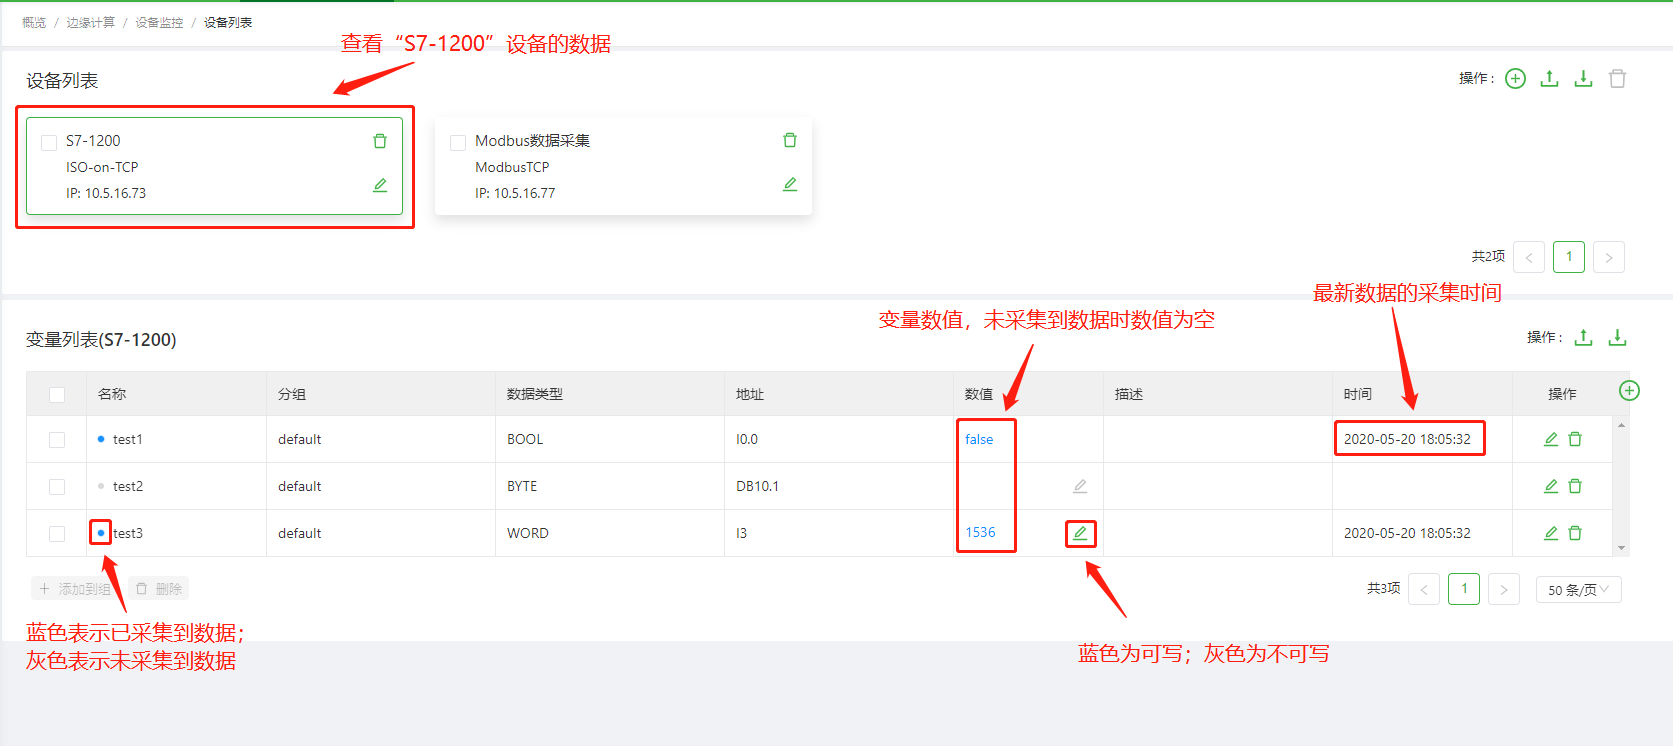 概览 / 边缘计算 / 设备监控 / 设备列表
查看“S7-1200”设备的数据
设备列表
操作：
S7-1200
ISO-on-TCP
IP: 10.5.16.73
Modbus数据采集
ModbusTCP
IP: 10.5.16.77
共2项 < 1 >
最新数据的采集时间
变量数值，未采集到数据时数值为空
变量列表(S7-1200)
操作：
名称 分组 数据类型 地址 数值 描述 时间 操作
test1 default BOOL I0.0 false 2020-05-20 18:05:32
test2 default BYTE DB10.1
test3 default WORD I3 1536 2020-05-20 18:05:32
添加到组 删除
共3项 < 1 > 50 条/页
蓝色表示已采集到数据；
灰色表示未采集到数据
蓝色为可写；灰色为不可写